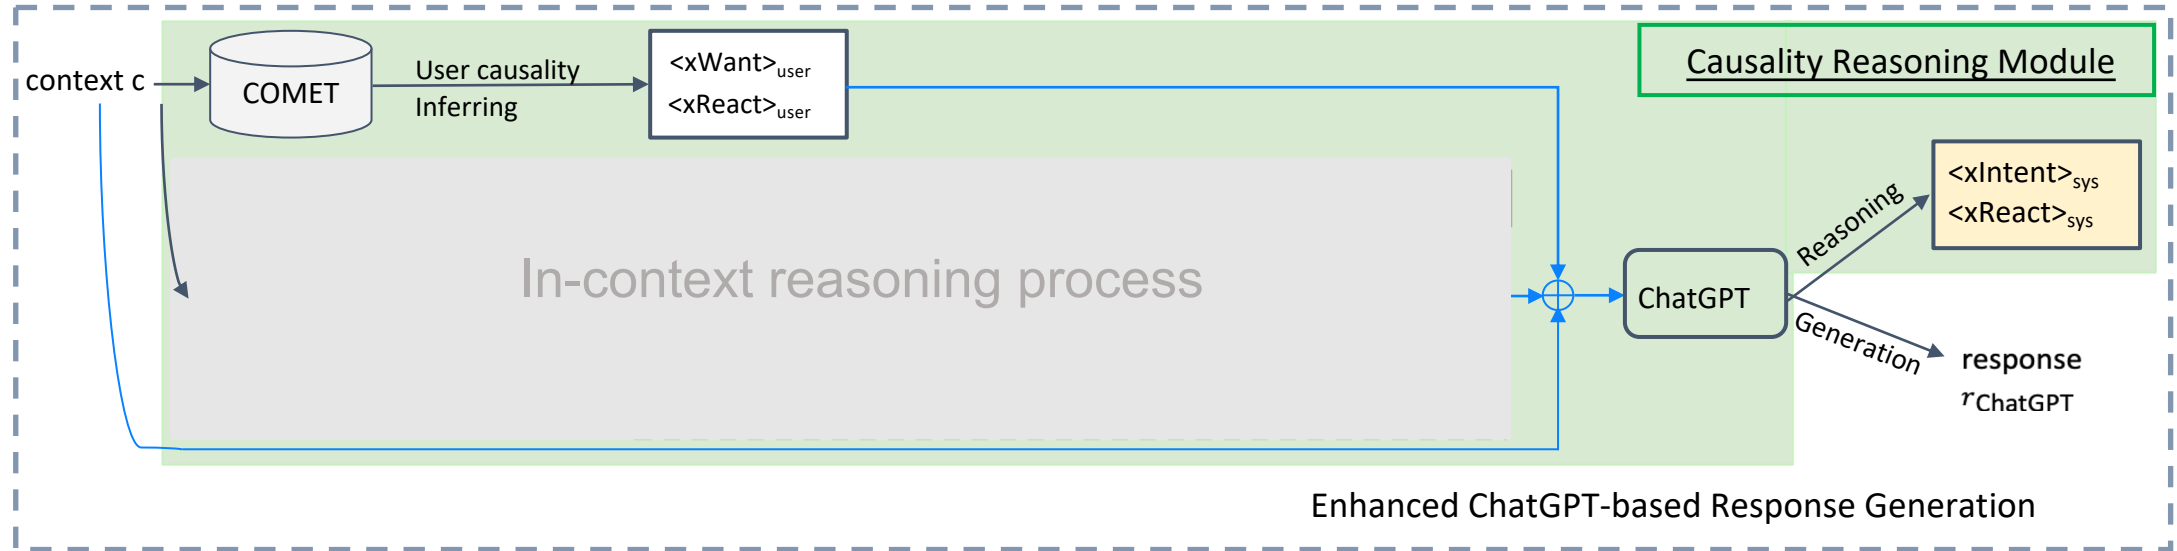 context c
COMET
User causality
Inferring
<xWant>user
<xReact>user
Causality Reasoning Module
In-context reasoning process
ChatGPT
Reasoning
<xIntent>sys
<xReact>sys
Generation
response
rChatGPT
Enhanced ChatGPT-based Response Generation